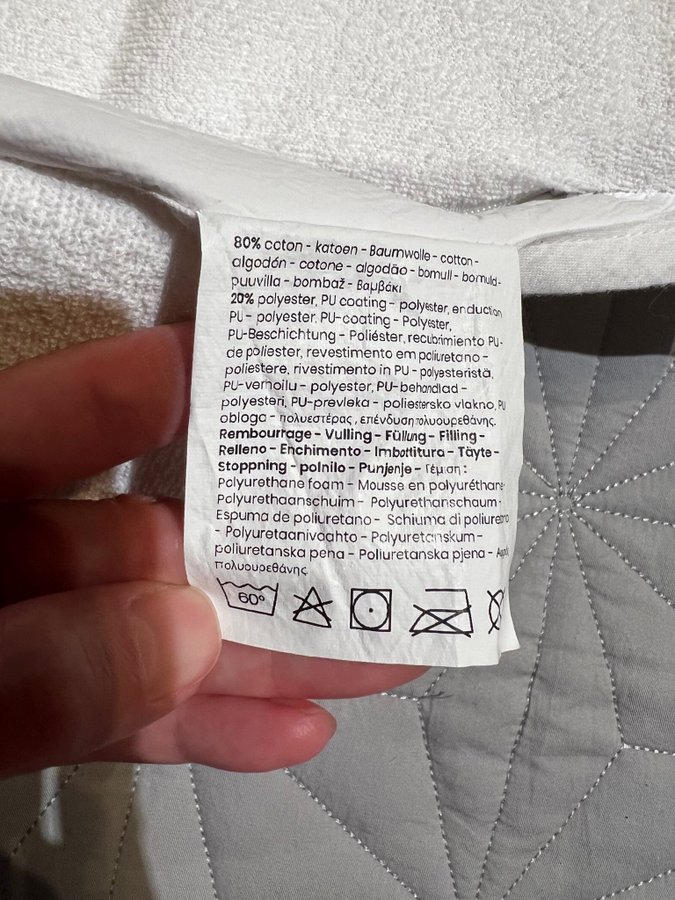 80% coton - katoen - Baumwolle - cotton -
algodón - cotone - algodão - bomull - bomuld -
puuvilla - bombaž - Βαμβάκι
20% polyester, PU coating - polyester, enduction
PU - polyester, PU-coating - Polyester,
PU-Beschichtung - Poliéster, recubrimiento PU-
de poliester, revestimento em poliuretano -
poliestere, rivestimento in PU - polyesteristä,
PU-verhoilu - polyester, PU-behandlad -
polyesteri, PU-prevleka - poliestersko vlakno, PU
obloga - πολυεστέρας, επένδυση πολυουρεθάνης.
Rembourrage - Vulling - Füllung - Filling -
Relleno - Enchimento - Imbottitura - Täyte -
Stoppning - polnilo - Punjenje - Γέμιση :
Polyurethane foam - Mousse en polyuréthane
Polyurethaanschuim - Polyurethanschaum -
Espuma de poliuretano - Schiuma di poliuretano
- Polyuretaanivaahto - Polyuretanskum -
poliuretanska pena - Poliuretanska pjena -
πολυουρεθάνης
60°